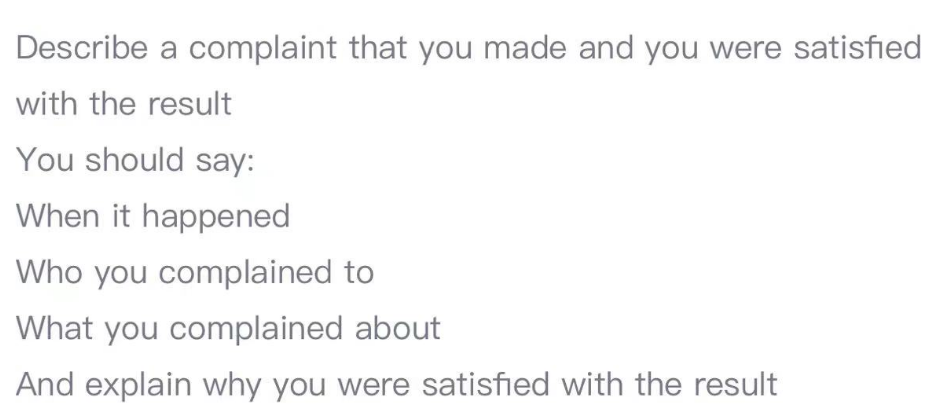 Describe a complaint that you made and you were satisfied
with the result
You should say:
When it happened
Who you complained to
What you complained about
And explain why you were satisfied with the result